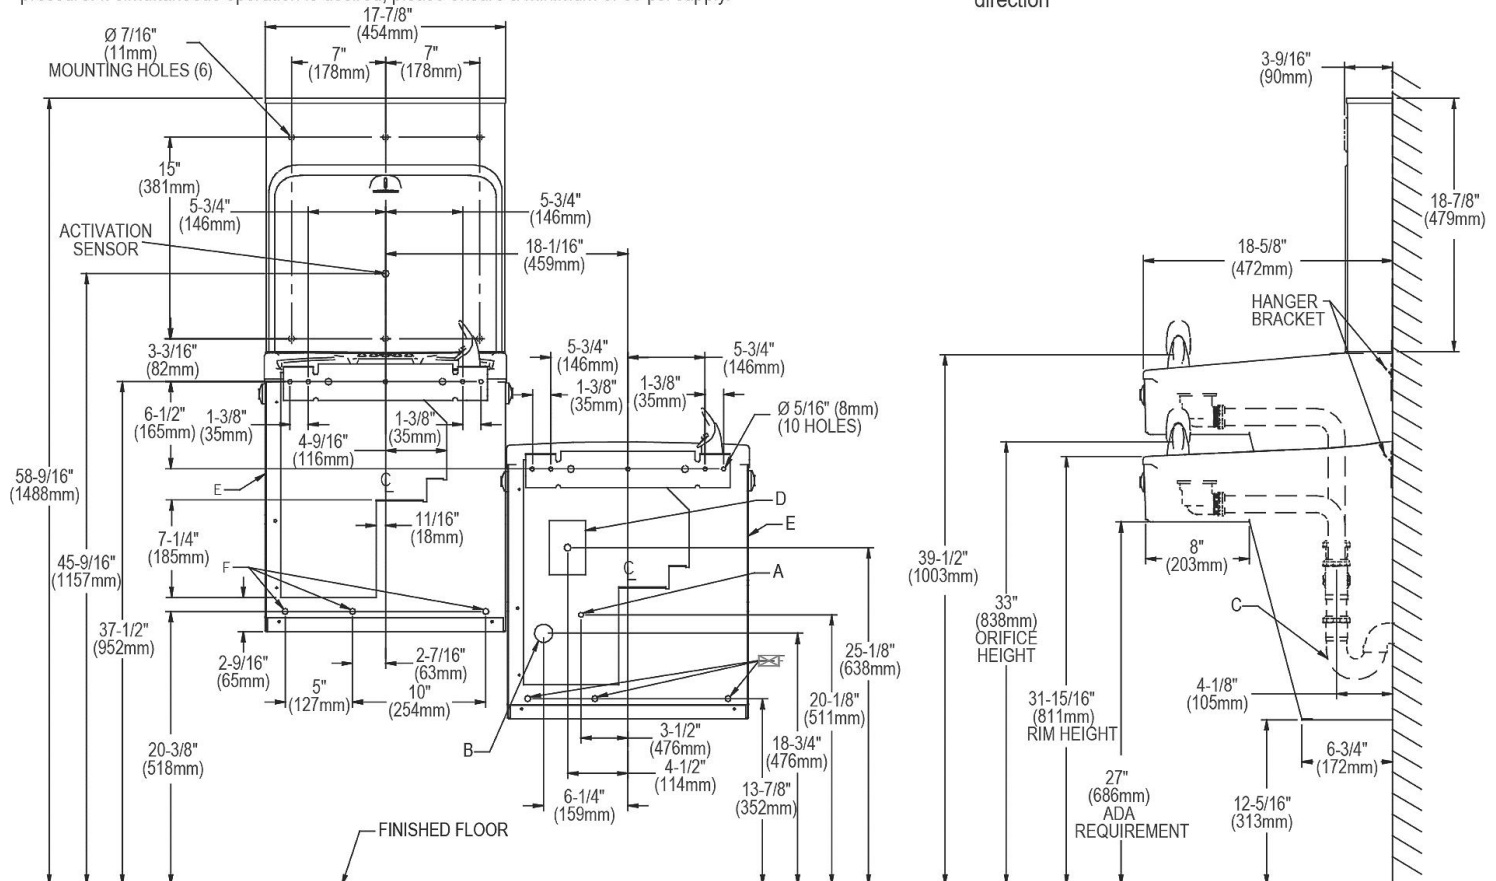 direction
17-7/8"
(454mm)
Ø 7/16"
(11mm)
MOUNTING HOLES (6)
7"
(178mm)
7"
(178mm)
3-9/16"
(90mm)
15"
(381mm)
5-3/4"
(146mm)
5-3/4"
(146mm)
18-7/8"
(479mm)
ACTIVATION
SENSOR
18-1/16"
(459mm)
18-5/8"
(472mm)
HANGER
BRACKET
3-3/16"
(82mm)
5-3/4"
(146mm)
5-3/4"
(146mm)
1-3/8"
(35mm)
1-3/8"
(35mm)
6-1/2"
(165mm)
1-3/8"
(35mm)
4-9/16"
(116mm)
1-3/8"
(35mm)
Ø 5/16" (8mm)
(10 HOLES)
58-9/16"
(1488mm)
E
C
L
D
E
11/16"
(18mm)
7-1/4"
(185mm)
45-9/16"
(1157mm)
F
C
L
A
39-1/2"
(1003mm)
8"
(203mm)
C
33"
(838mm)
ORIFICE
HEIGHT
37-1/2"
(952mm)
2-9/16"
(65mm)
2-7/16"
(63mm)
5"
(127mm)
10"
(254mm)
F
25-1/8"
(638mm)
20-1/8"
(511mm)
4-1/8"
(105mm)
31-15/16"
(811mm)
RIM HEIGHT
20-3/8"
(518mm)
B
3-1/2"
(476mm)
4-1/2"
(114mm)
6-1/4"
(159mm)
18-3/4"
(476mm)
13-7/8"
(352mm)
6-3/4"
(172mm)
27"
(686mm)
ADA
REQUIREMENT
12-5/16"
(313mm)
FINISHED FLOOR